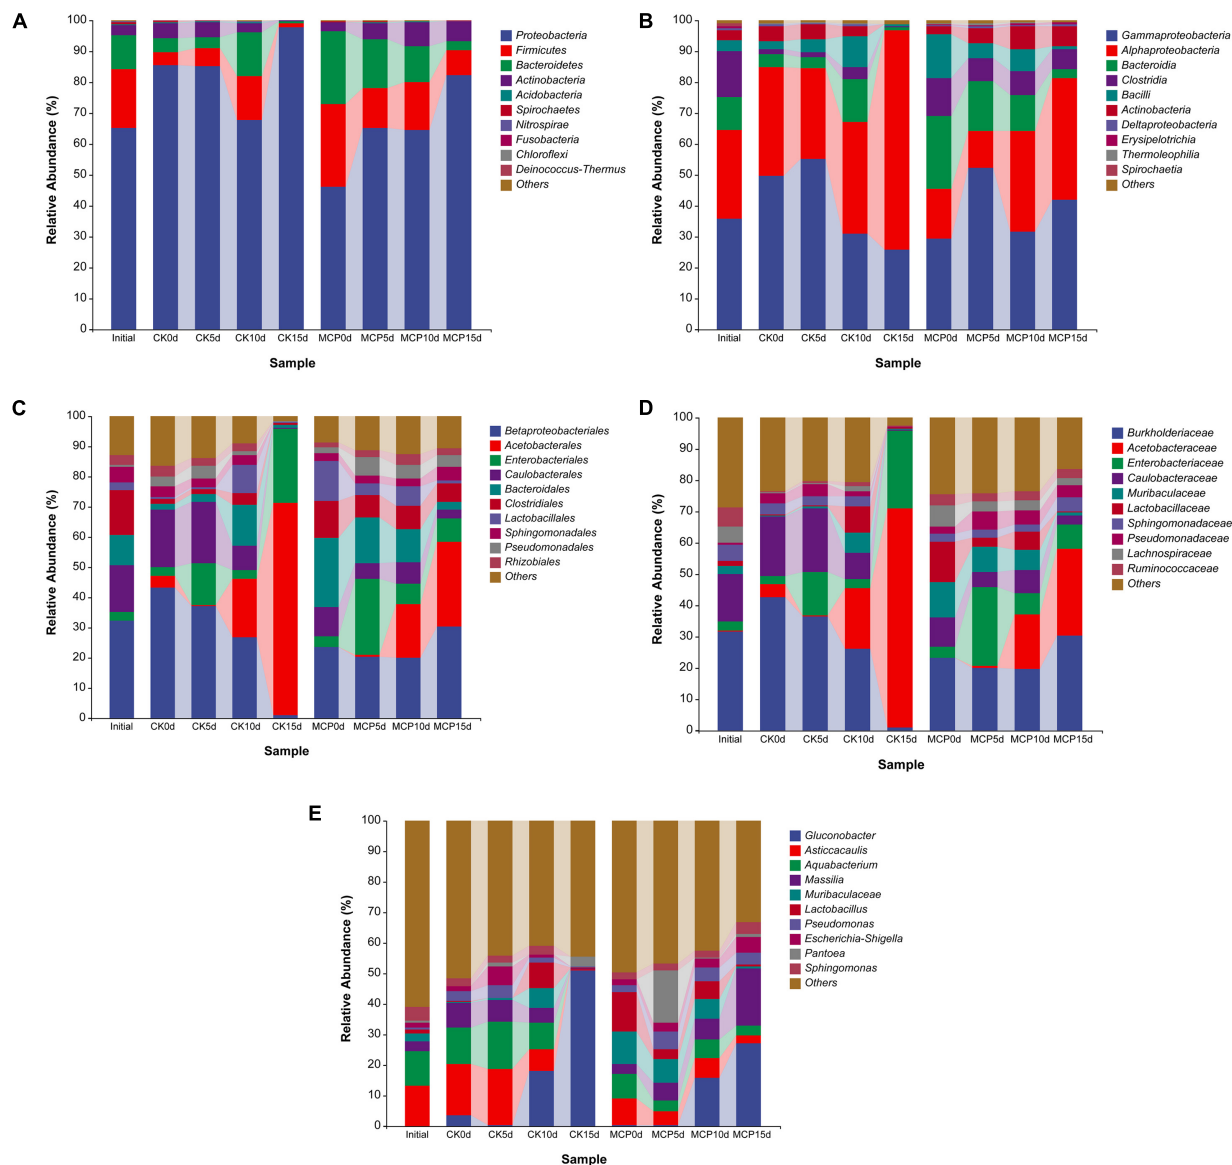 A
Relative Abundance (%)
100
90
80
70
60
50
40
30
20
10
0
Initial CK0d CK5d CK10d CK15d MCP0d MCP5d MCP10d MCP15d
Sample
Proteobacteria
Firmicutes
Bacteroidetes
Actinobacteria
Acidobacteria
Spirochaetes
Nitrospirae
Fusobacteria
Chloroflexi
Deinococcus-Thermus
Others
B
Relative Abundance (%)
100
90
80
70
60
50
40
30
20
10
0
Initial CK0d CK5d CK10d CK15d MCP0d MCP5d MCP10d MCP15d
Sample
Gammaproteobacteria
Alphaproteobacteria
Bacteroidia
Clostridia
Bacilli
Actinobacteria
Deltaproteobacteria
Erysipelotrichia
Thermoleophilia
Spirochaetia
Others
C
Relative Abundance (%)
100
90
80
70
60
50
40
30
20
10
0
Initial CK0d CK5d CK10d CK15d MCP0d MCP5d MCP10d MCP15d
Sample
Betaproteobacteriales
Acetobacterales
Enterobacteriales
Caulobacterales
Bacteroidales
Clostridiales
Lactobacillales
Sphingomonadales
Pseudomonadales
Rhizobiales
Others
D
Relative Abundance (%)
100
90
80
70
60
50
40
30
20
10
0
Initial CK0d CK5d CK10d CK15d MCP0d MCP5d MCP10d MCP15d
Sample
Burkholderiaceae
Acetobacteraceae
Enterobacteriaceae
Caulobacteraceae
Muribaculaceae
Lactobacillaceae
Sphingomonadaceae
Pseudomonadaceae
Lachnospiraceae
Ruminococcaceae
Others
E
Relative Abundance (%)
100
90
80
70
60
50
40
30
20
10
0
Initial CK0d CK5d CK10d CK15d MCP0d MCP5d MCP10d MCP15d
Sample
Gluconobacter
Asticcacaulis
Aquabacterium
Massilia
Muribaculaceae
Lactobacillus
Pseudomonas
Escherichia-Shigella
Pantoea
Sphingomonas
Others